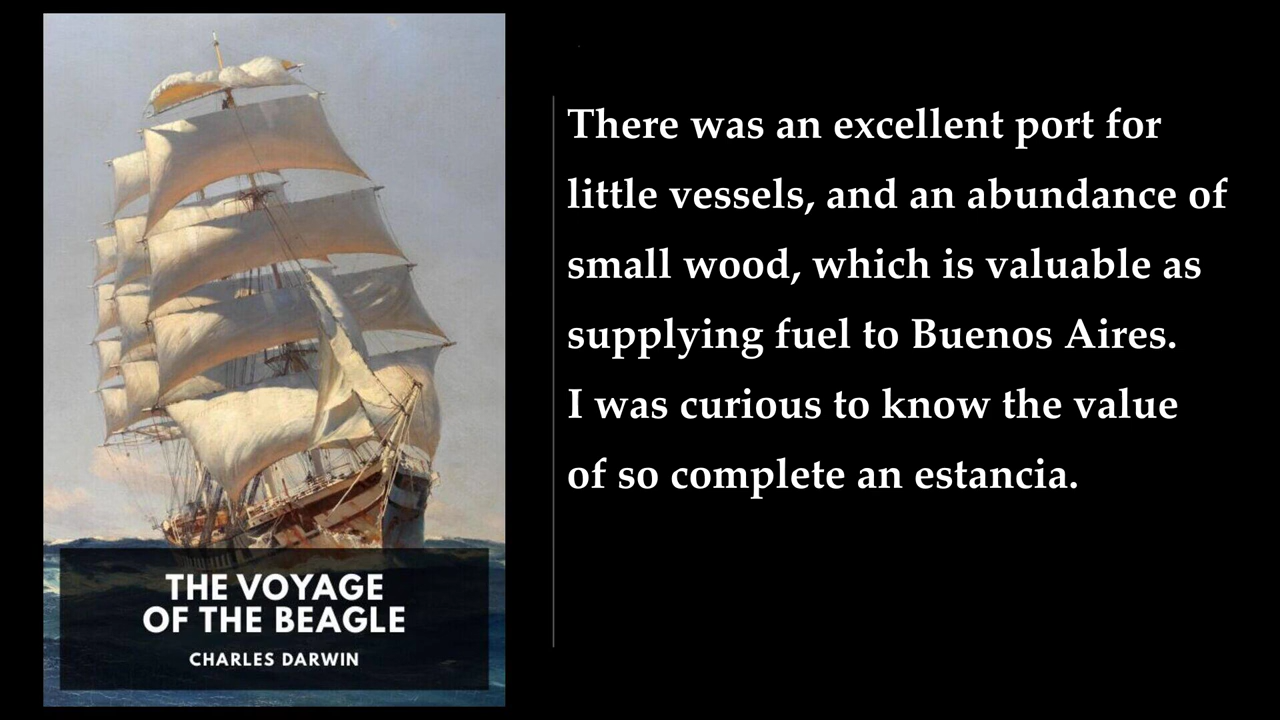 There was an excellent port for
little vessels, and an abundance of
small wood, which is valuable as
supplying fuel to Buenos Aires.
I was curious to know the value
of so complete an estancia.
THE VOYAGE
OF THE BEAGLE
CHARLES DARWIN